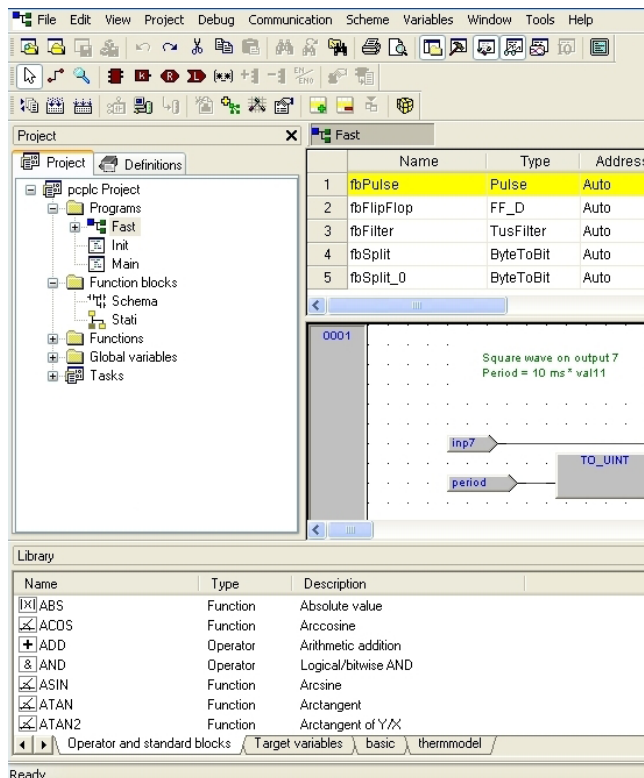 File Edit View Project Debug Communication Scheme Variables Window Tools Help
EN/ENO
Project
Fast
Project Definitions
pcplc Project
Programs
Fast
Init
Main
Function blocks
Schema
Stati
Functions
Global variables
Tasks
Name Type Address
1 fbPulse Pulse Auto
2 fbFlipFlop FF_D Auto
3 fbFilter TusFilter Auto
4 fbSplit ByteToBit Auto
5 fbSplit_0 ByteToBit Auto
0001
Square wave on output 7
Period = 10 ms * val11
inp7
TO_UINT
period
Library
Name Type Description
ABS Function Absolute value
ACOS Function Arccosine
ADD Operator Arithmetic addition
AND Operator Logical/bitwise AND
ASIN Function Arcsine
ATAN Function Arctangent
ATAN2 Function Arctangent of Y/X
Operator and standard blocks Target variables basic thermmodel
Ready